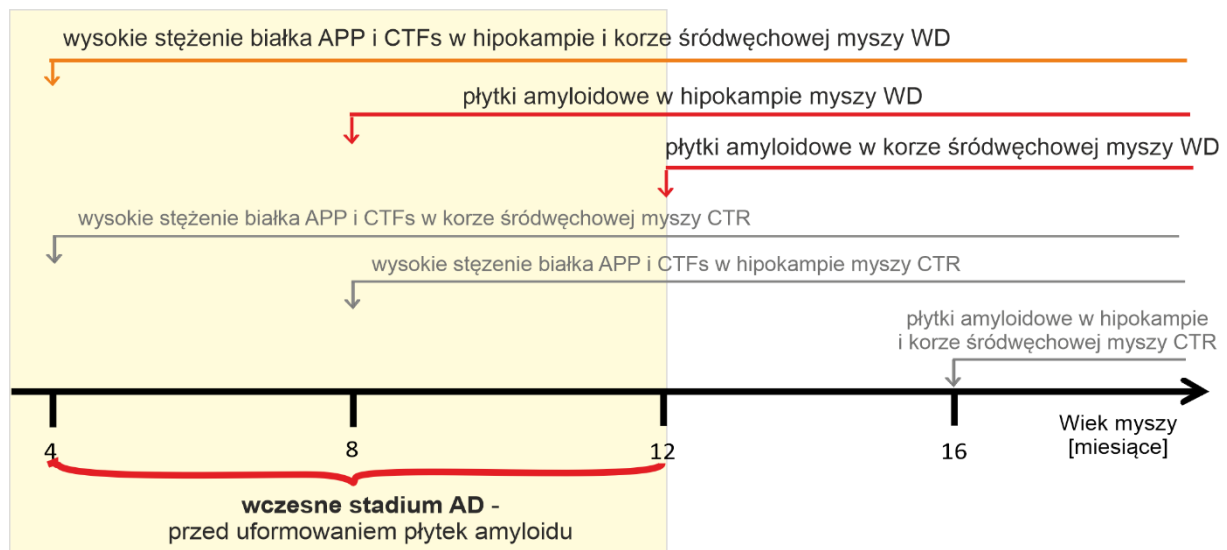 wysokie stężenie białka APP i CTFs w hipokampie i korze śródwęchowej myszy WD
płytki amyloidowe w hipokampie myszy WD
płytki amyloidowe w korze śródwęchowej myszy WD
wysokie stężenie białka APP i CTFs w korze śródwęchowej myszy CTR
wysokie stęzenie białka APP i CTFs w hipokampie myszy CTR
płytki amyloidowe w hipokampie
i korze śródwęchowej myszy CTR
4 8 12 16
Wiek myszy
[miesiące]
wczesne stadium AD -
przed uformowaniem płytek amyloidu